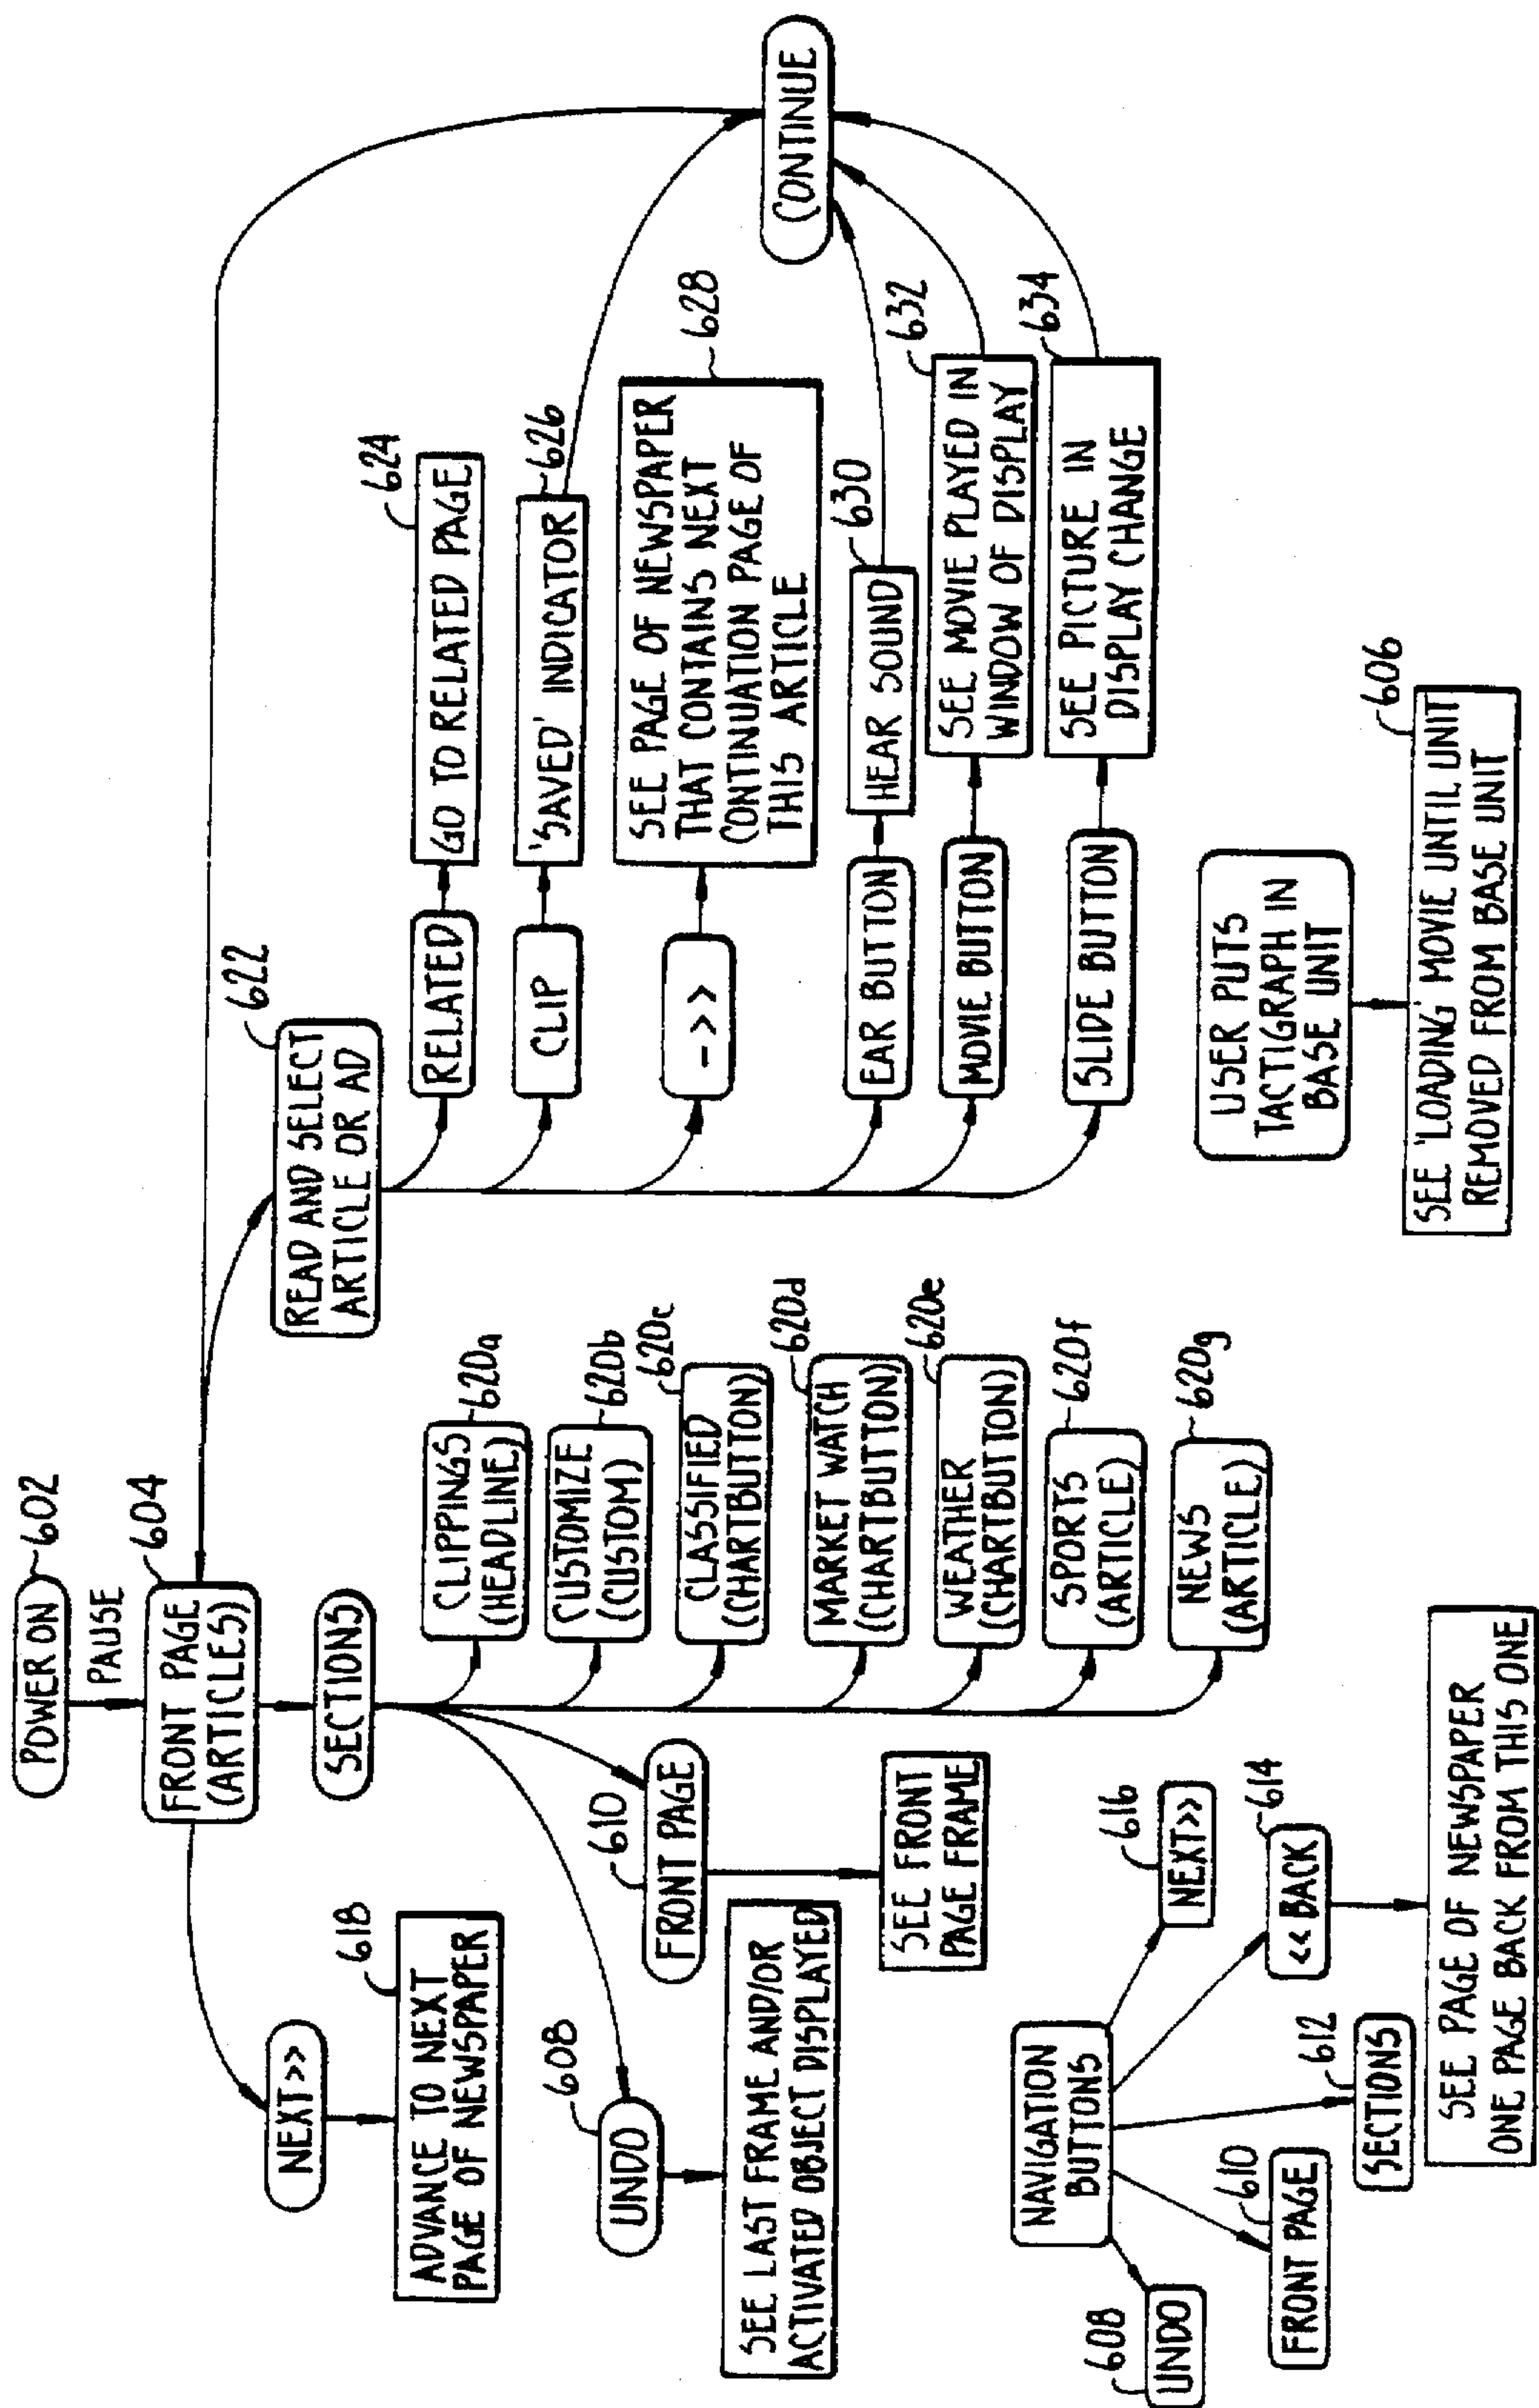 POWER ON
602
PAUSE
FRONT PAGE
(ARTICLES)
604
NEXT>>
ADVANCE TO NEXT
PAGE OF NEWSPAPER
618
SECTIONS
UNDO
608
SEE LAST FRAME AND/OR
ACTIVATED OBJECT DISPLAYED
FRONT PAGE
610
SEE FRONT
PAGE FRAME
CLIPPINGS
(HEADLINE)
620a
CUSTOMIZE
(CUSTOM)
620b
CLASSIFIED
(CHARTBUTTON)
620c
MARKET WATCH
(CHARTBUTTON)
620d
WEATHER
(CHARTBUTTON)
620e
SPORTS
(ARTICLE)
620f
NEWS
(ARTICLE)
620g
READ AND SELECT
ARTICLE OR AD
622
RELATED
GO TO RELATED PAGE
624
CLIP
'SAVED' INDICATOR
626
->>
SEE PAGE OF NEWSPAPER
THAT CONTAINS NEXT
CONTINUATION PAGE OF
THIS ARTICLE
628
EAR BUTTON
HEAR SOUND
630
MOVIE BUTTON
SEE MOVIE PLAYED IN
WINDOW OF DISPLAY
632
SLIDE BUTTON
SEE PICTURE IN
DISPLAY CHANGE
634
CONTINUE
NAVIGATION
BUTTONS
608
UNDO
610
FRONT PAGE
612
SECTIONS
614
<< BACK
616
NEXT>>
SEE PAGE OF NEWSPAPER
ONE PAGE BACK FROM THIS ONE
USER PUTS
TACTIGRAPH IN
BASE UNIT
606
SEE 'LOADING' MOVIE UNTIL UNIT
REMOVED FROM BASE UNIT